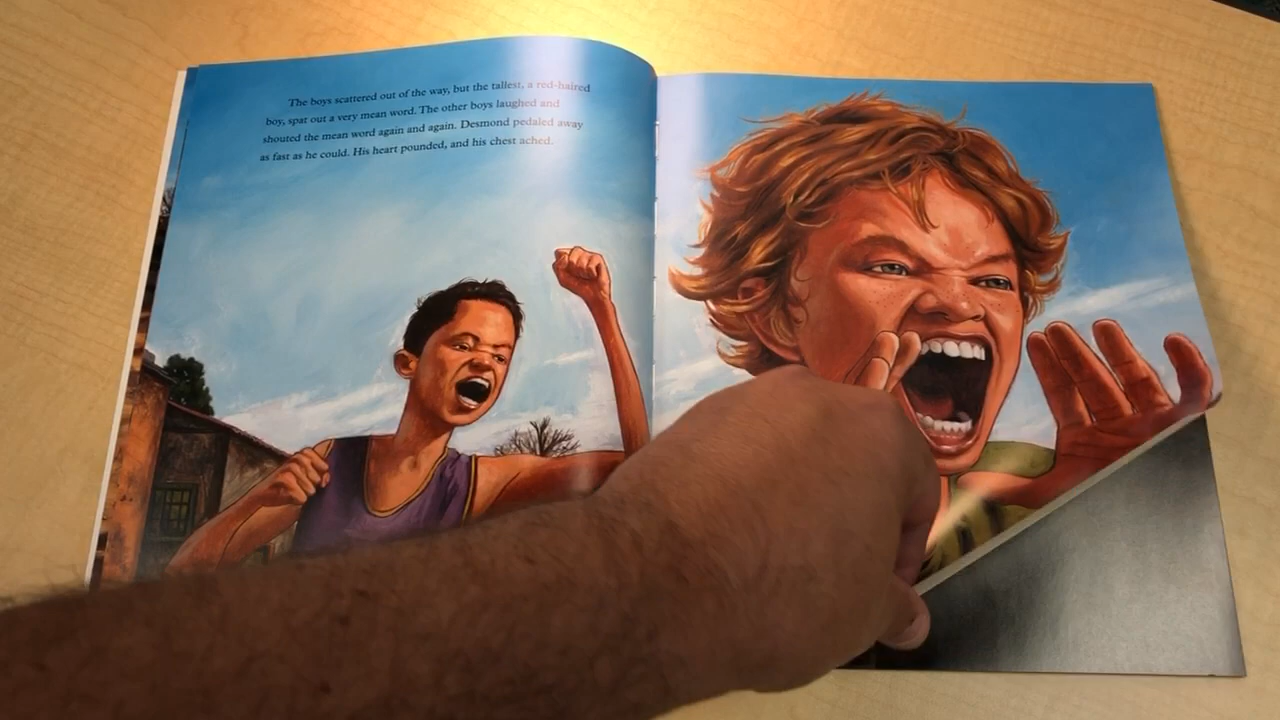 The boys scattered out of the way, but the tallest, a red-haired
boy, spat out a very mean word. The other boys laughed and
shouted the mean word again and again. Desmond pedaled away
as fast as he could. His heart pounded, and his chest ached.